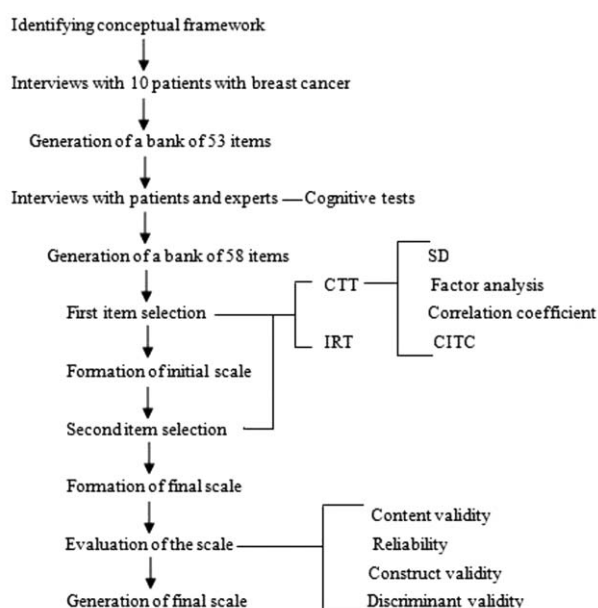 Identifying conceptual framework
Interviews with 10 patients with breast cancer
Generation of a bank of 53 items
Interviews with patients and experts
Cognitive tests
Generation of a bank of 58 items
First item selection
CTT
SD
Factor analysis
Correlation coefficient
CITC
IRT
Formation of initial scale
Second item selection
Formation of final scale
Evaluation of the scale
Content validity
Reliability
Construct validity
Discriminant validity
Generation of final scale